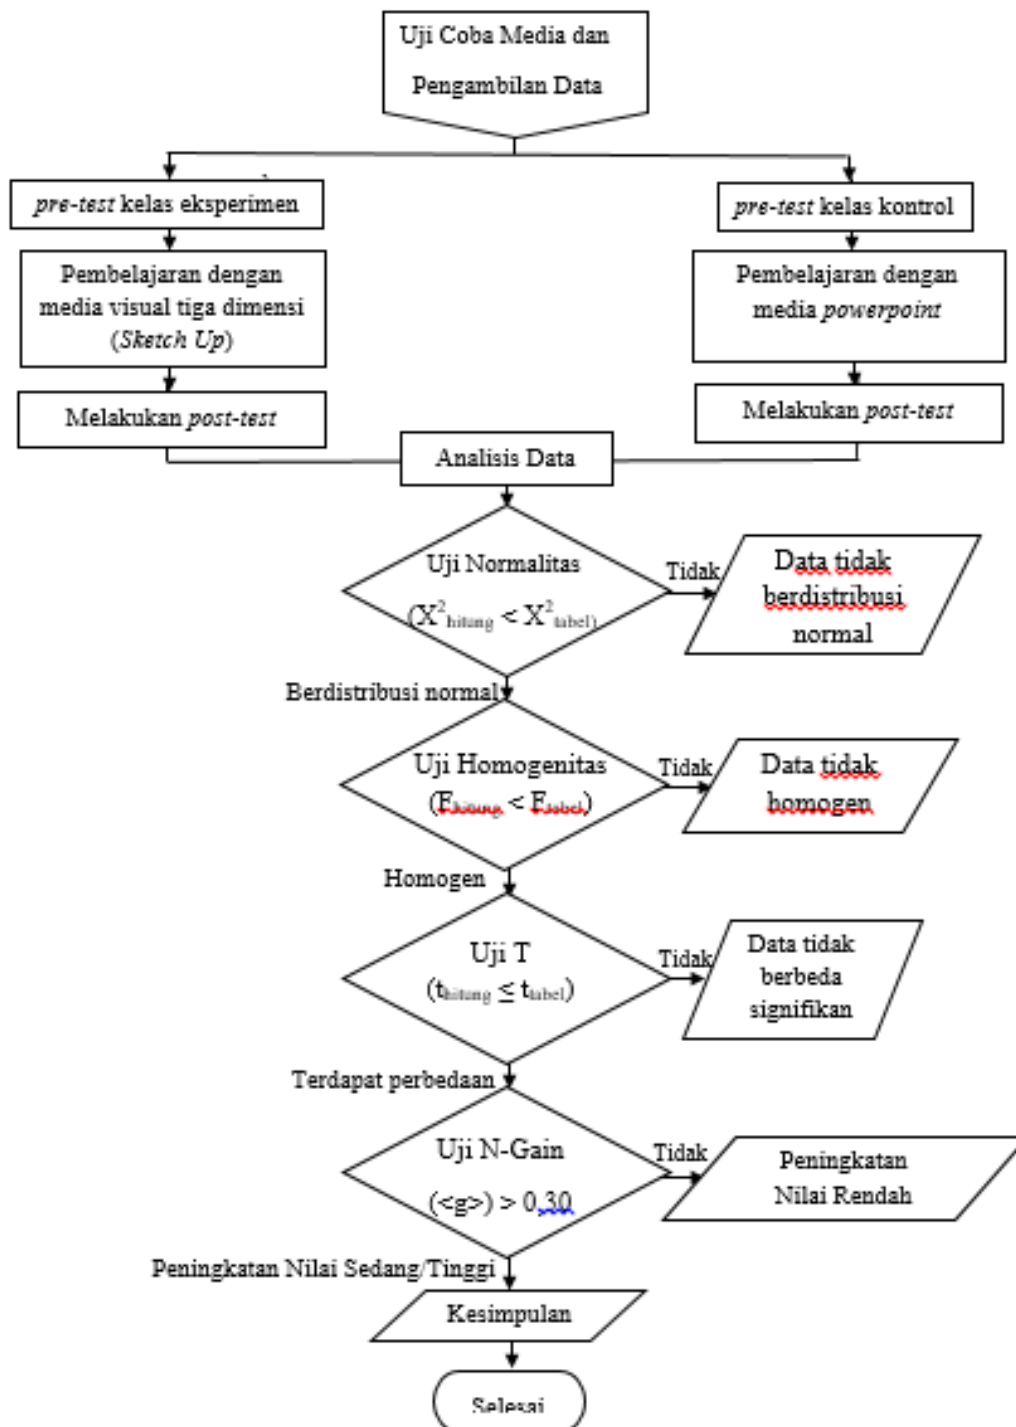 Uji Coba Media dan
Pengambilan Data
pre-test kelas eksperimen
pre-test kelas kontrol
Pembelajaran dengan
media visual tiga dimensi
(Sketch Up)
Pembelajaran dengan
media powerpoint
Melakukan post-test
Melakukan post-test
Analisis Data
Uji Normalitas
(X²hitung < X²tabel)
Tidak
Data tidak
berdistribusi
normal
Berdistribusi normal
Uji Homogenitas
(Fhitung < Ftabel)
Tidak
Data tidak
homogen
Homogen
Uji T
(thitung ≤ ttabel)
Tidak
Data tidak
berbeda
signifikan
Terdapat perbedaan
Uji N-Gain
(<g>) > 0,30
Tidak
Peningkatan
Nilai Rendah
Peningkatan Nilai Sedang/Tinggi
Kesimpulan
Selesai